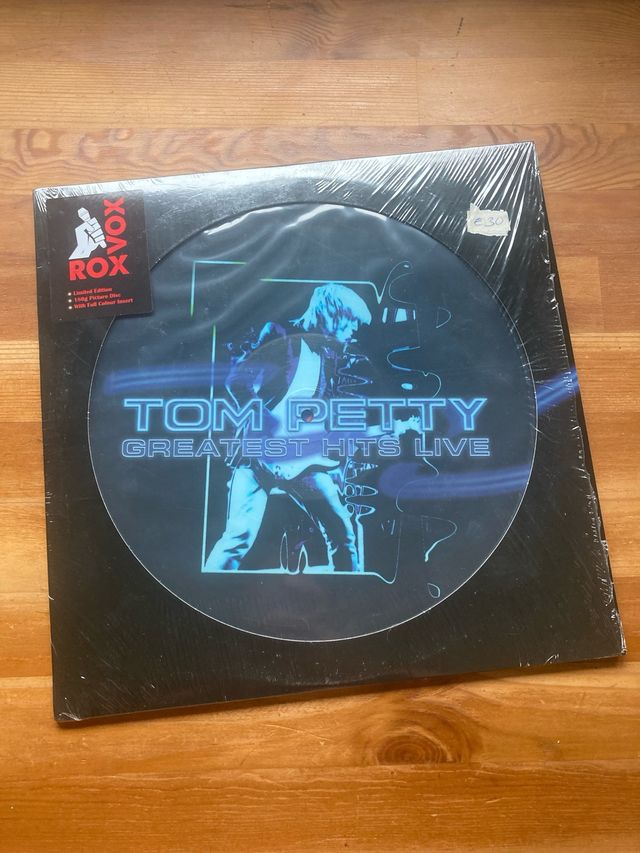 ROX
VOX
Limited Edition
180g Picture Disc
With Full Colour Insert
€30
TOM PETTY
GREATEST HITS LIVE